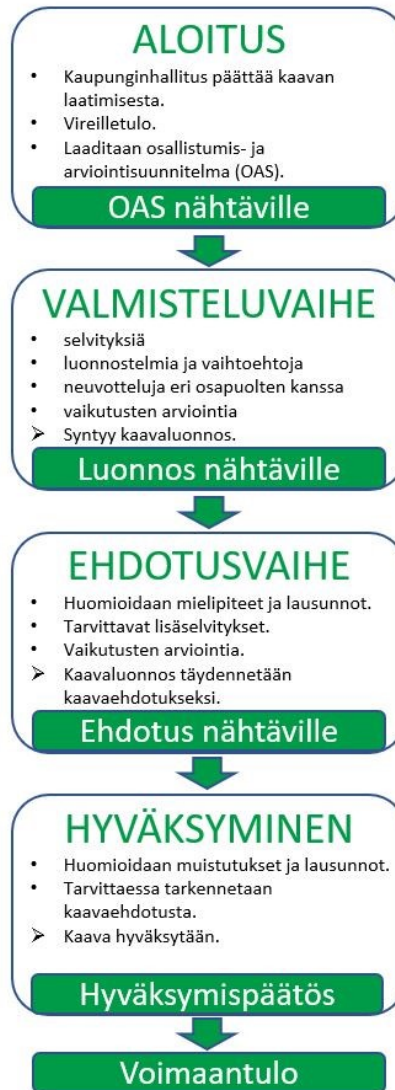 ALOITUS
• Kaupunginhallitus päättää kaavan
laatimisesta.
• Vireilletulo.
• Laaditaan osallistumis- ja
arviointisuunnitelma (OAS).
OAS nähtäville
VALMISTELUVAIHE
• selvityksiä
• luonnostelmia ja vaihtoehtoja
• neuvotteluja eri osapuolten kanssa
• vaikutusten arviointia
➢ Syntyy kaavaluonnos.
Luonnos nähtäville
EHDOTUSVAIHE
• Huomioidaan mielipiteet ja lausunnot.
• Tarvittavat lisäselvitykset.
• Vaikutusten arviointia.
➢ Kaavaluonnos täydennetään
kaavaehdotukseksi.
Ehdotus nähtäville
HYVÄKSYMINEN
• Huomioidaan muistutukset ja lausunnot.
• Tarvittaessa tarkennetaan
kaavaehdotusta.
➢ Kaava hyväksytään.
Hyväksymispäätös
Voimaantulo